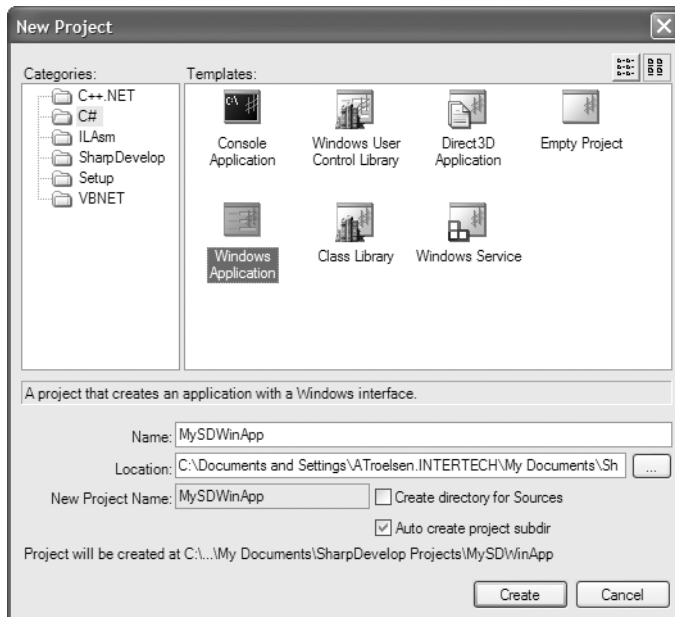 New Project
Categories:
Templates:
C++.NET
C#
ILAsm
SharpDevelop
Setup
VBNET
Console
Application
Windows User
Control Library
Direct3D
Application
Empty Project
Windows
Application
Class Library
Windows Service
A project that creates an application with a Windows interface.
Name: MySDWinApp
Location: C:\Documents and Settings\ATroelsen.INTERTECH\My Documents\Sh ...
New Project Name: MySDWinApp
Create directory for Sources
Auto create project subdir
Project will be created at C:\...\My Documents\SharpDevelop Projects\MySDWinApp
Create
Cancel